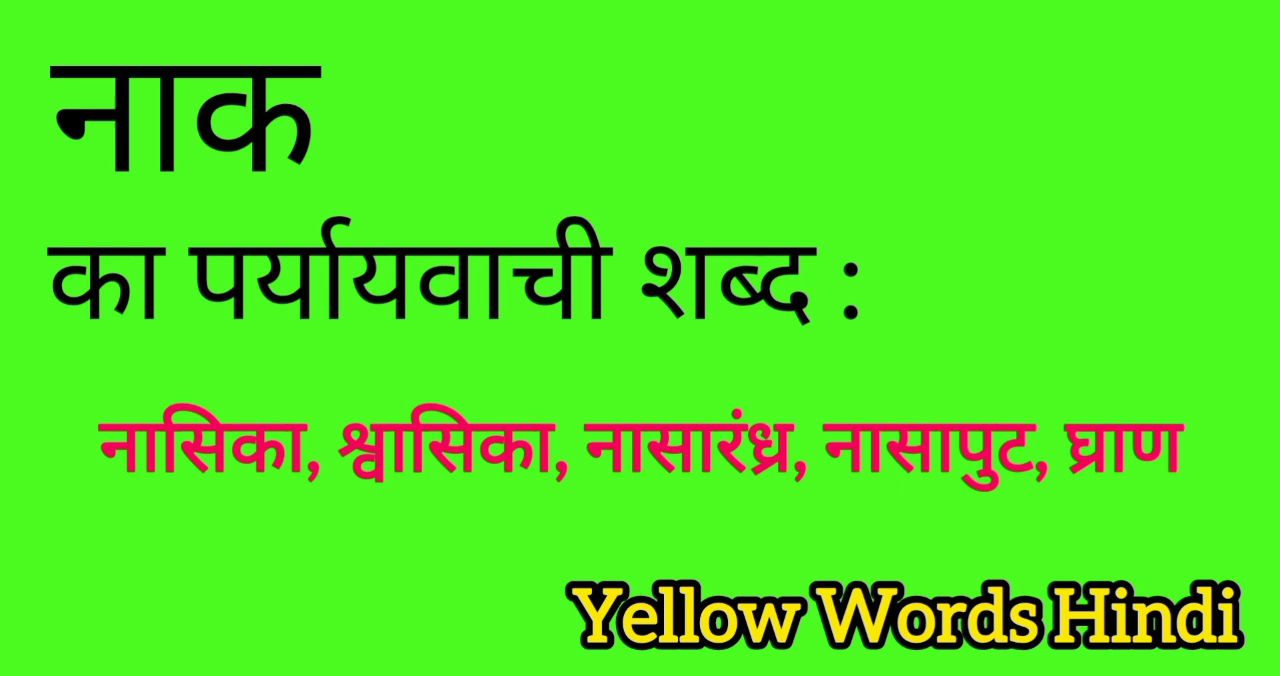 नाक
का पर्यायवाची शब्द :
नासिका, श्वासिका, नासारंध्र, नासापुट, घ्राण
Yellow Words Hindi